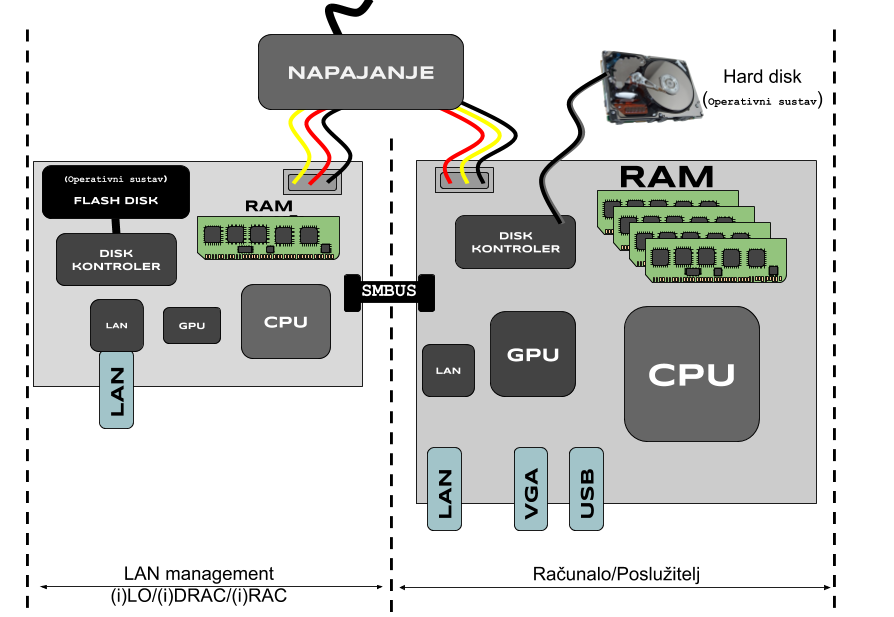 NAPAJANJE
Hard disk
(Operativni sustav)
(Operativni sustav)
FLASH DISK
RAM
DISK
KONTROLER
LAN
GPU
CPU
LAN
SMBUS
RAM
DISK
KONTROLER
LAN
GPU
CPU
LAN
VGA
USB
LAN management
(i)LO/(i)DRAC/(i)RAC
Računalo/Poslužitelj